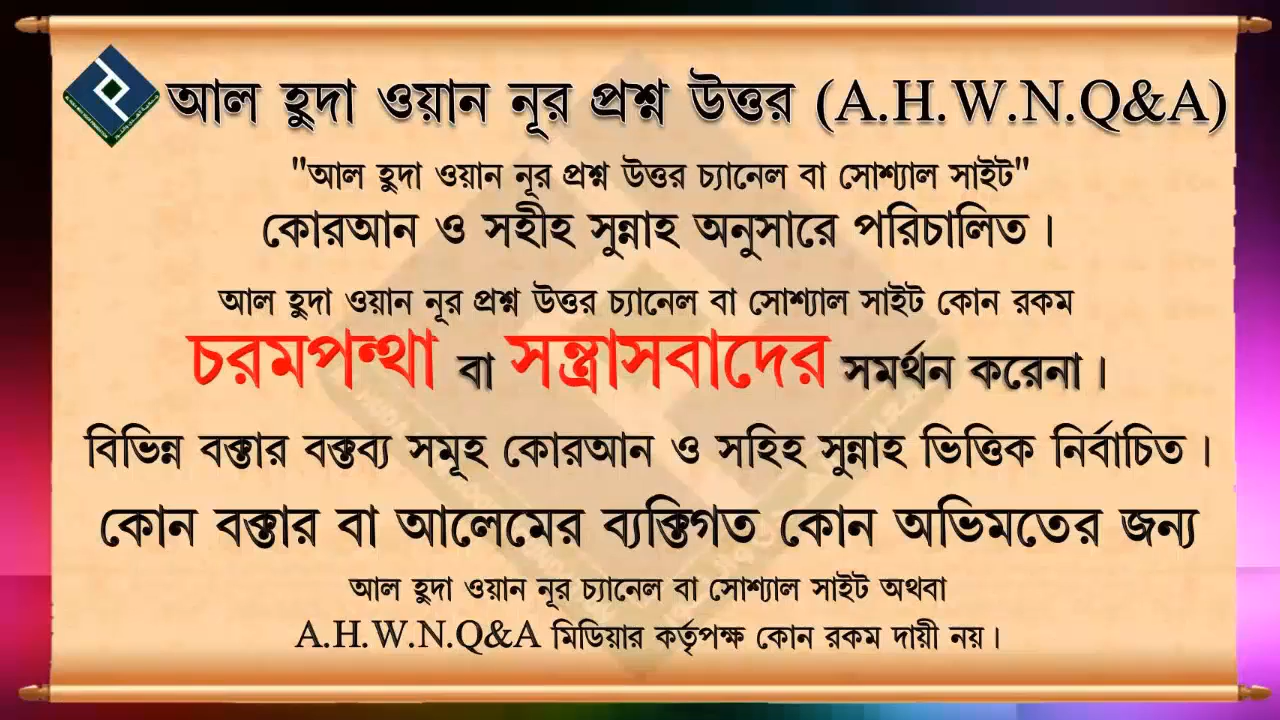 আল হুদা ওয়ান নূর প্রশ্ন উত্তর (A.H.W.N.Q&A)
"আল হুদা ওয়ান নূর প্রশ্ন উত্তর চ্যানেল বা সোশ্যাল সাইট"
কোরআন ও সহীহ সুন্নাহ অনুসারে পরিচালিত ।
আল হুদা ওয়ান নূর প্রশ্ন উত্তর চ্যানেল বা সোশ্যাল সাইট কোন রকম
চরমপন্থা বা সন্ত্রাসবাদের সমর্থন করেনা ।
বিভিন্ন বক্তার বক্তব্য সমূহ কোরআন ও সহিহ সুন্নাহ ভিত্তিক নির্বাচিত ।
কোন বক্তার বা আলেমের ব্যক্তিগত কোন অভিমতের জন্য
আল হুদা ওয়ান নূর চ্যানেল বা সোশ্যাল সাইট অথবা
A.H.W.N.Q&A মিডিয়ার কর্তৃপক্ষ কোন রকম দায়ী নয় ।